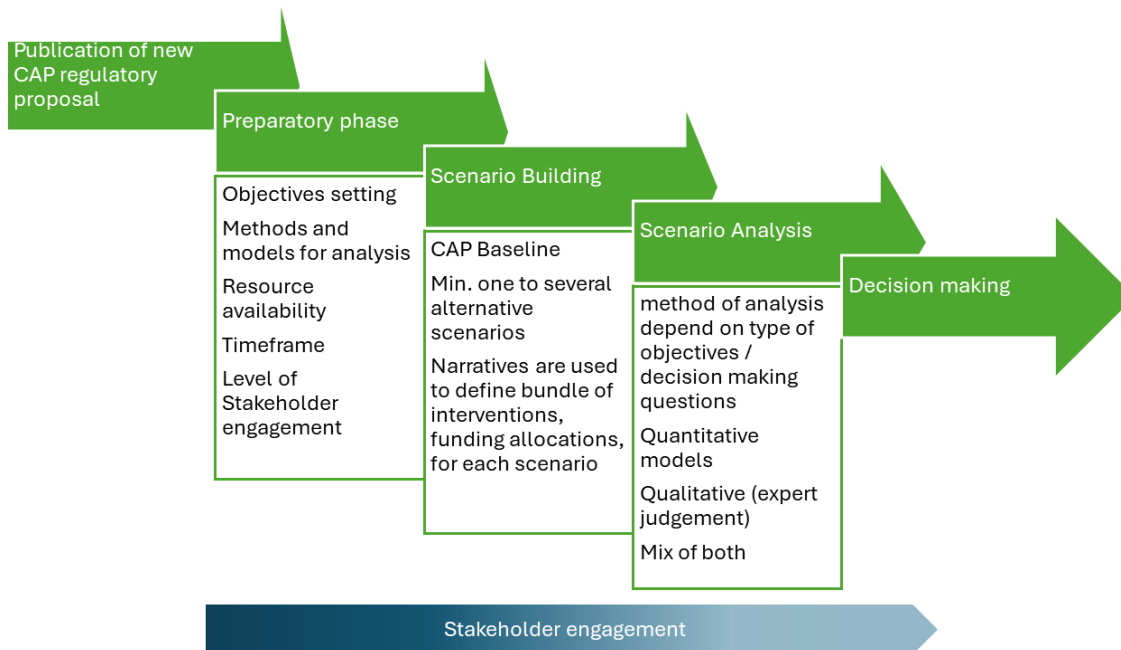 Publication of new
CAP regulatory
proposal
Preparatory phase
Objectives setting
Methods and
models for analysis
Resource
availability
Timeframe
Level of
Stakeholder
engagement
Scenario Building
CAP Baseline
Min. one to several
alternative
scenarios
Narratives are used
to define bundle of
interventions,
funding allocations,
for each scenario
Scenario Analysis
method of analysis
depend on type of
objectives /
decision making
questions
Quantitative
models
Qualitative (expert
judgement)
Mix of both
Decision making
Stakeholder engagement